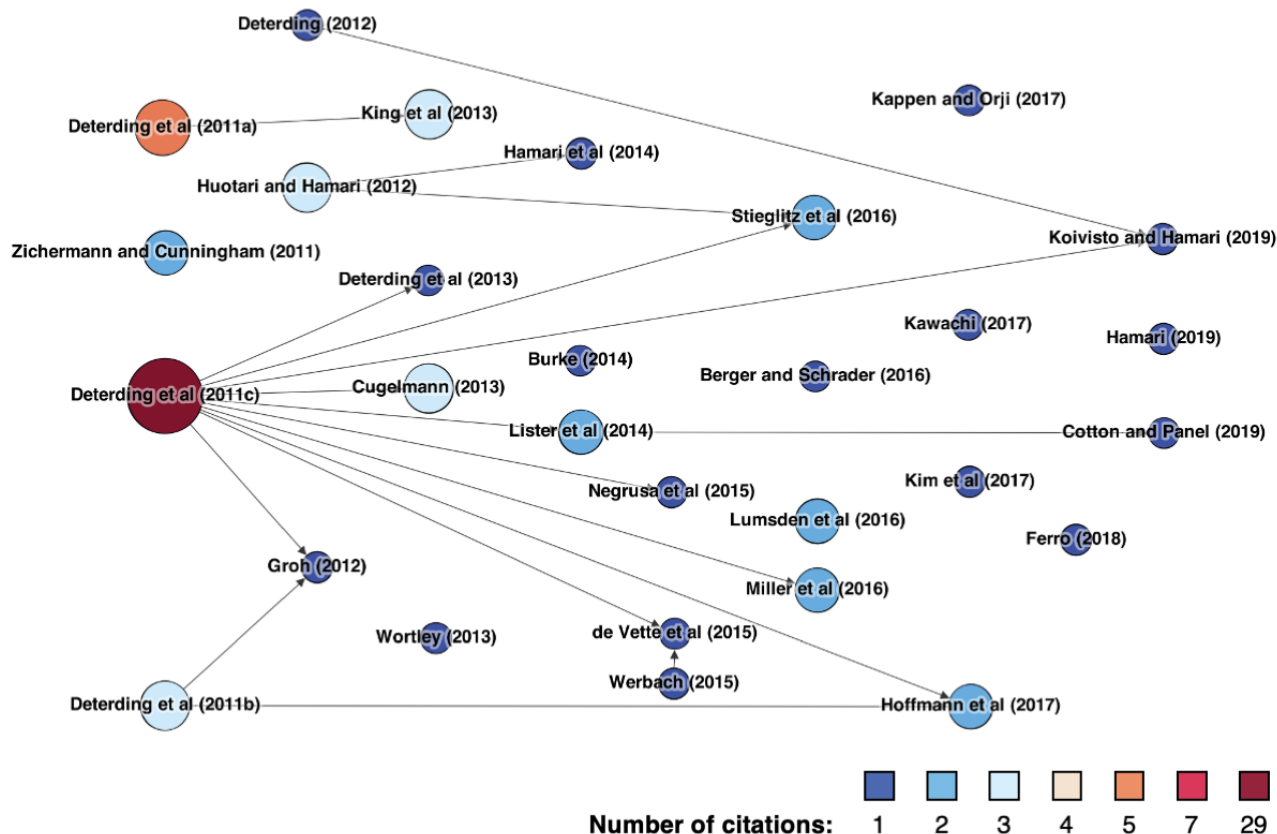 Deterding (2012)
Kappen and Orji (2017)
King et al (2013)
Deterding et al (2011a)
Hamari et al (2014)
Huotari and Hamari (2012)
Stieglitz et al (2016)
Koivisto and Hamari (2019)
Zichermann and Cunningham (2011)
Deterding et al (2013)
Kawachi (2017)
Hamari (2019)
Burke (2014)
Berger and Schrader (2016)
Cugelmann (2013)
Deterding et al (2011c)
Lister et al (2014)
Cotton and Panel (2019)
Kim et al (2017)
Negrusa et al (2015)
Lumsden et al (2016)
Ferro (2018)
Groh (2012)
Miller et al (2016)
de Vette et al (2015)
Wortley (2013)
Werbach (2015)
Deterding et al (2011b)
Hoffmann et al (2017)
Number of citations: 1 2 3 4 5 7 29